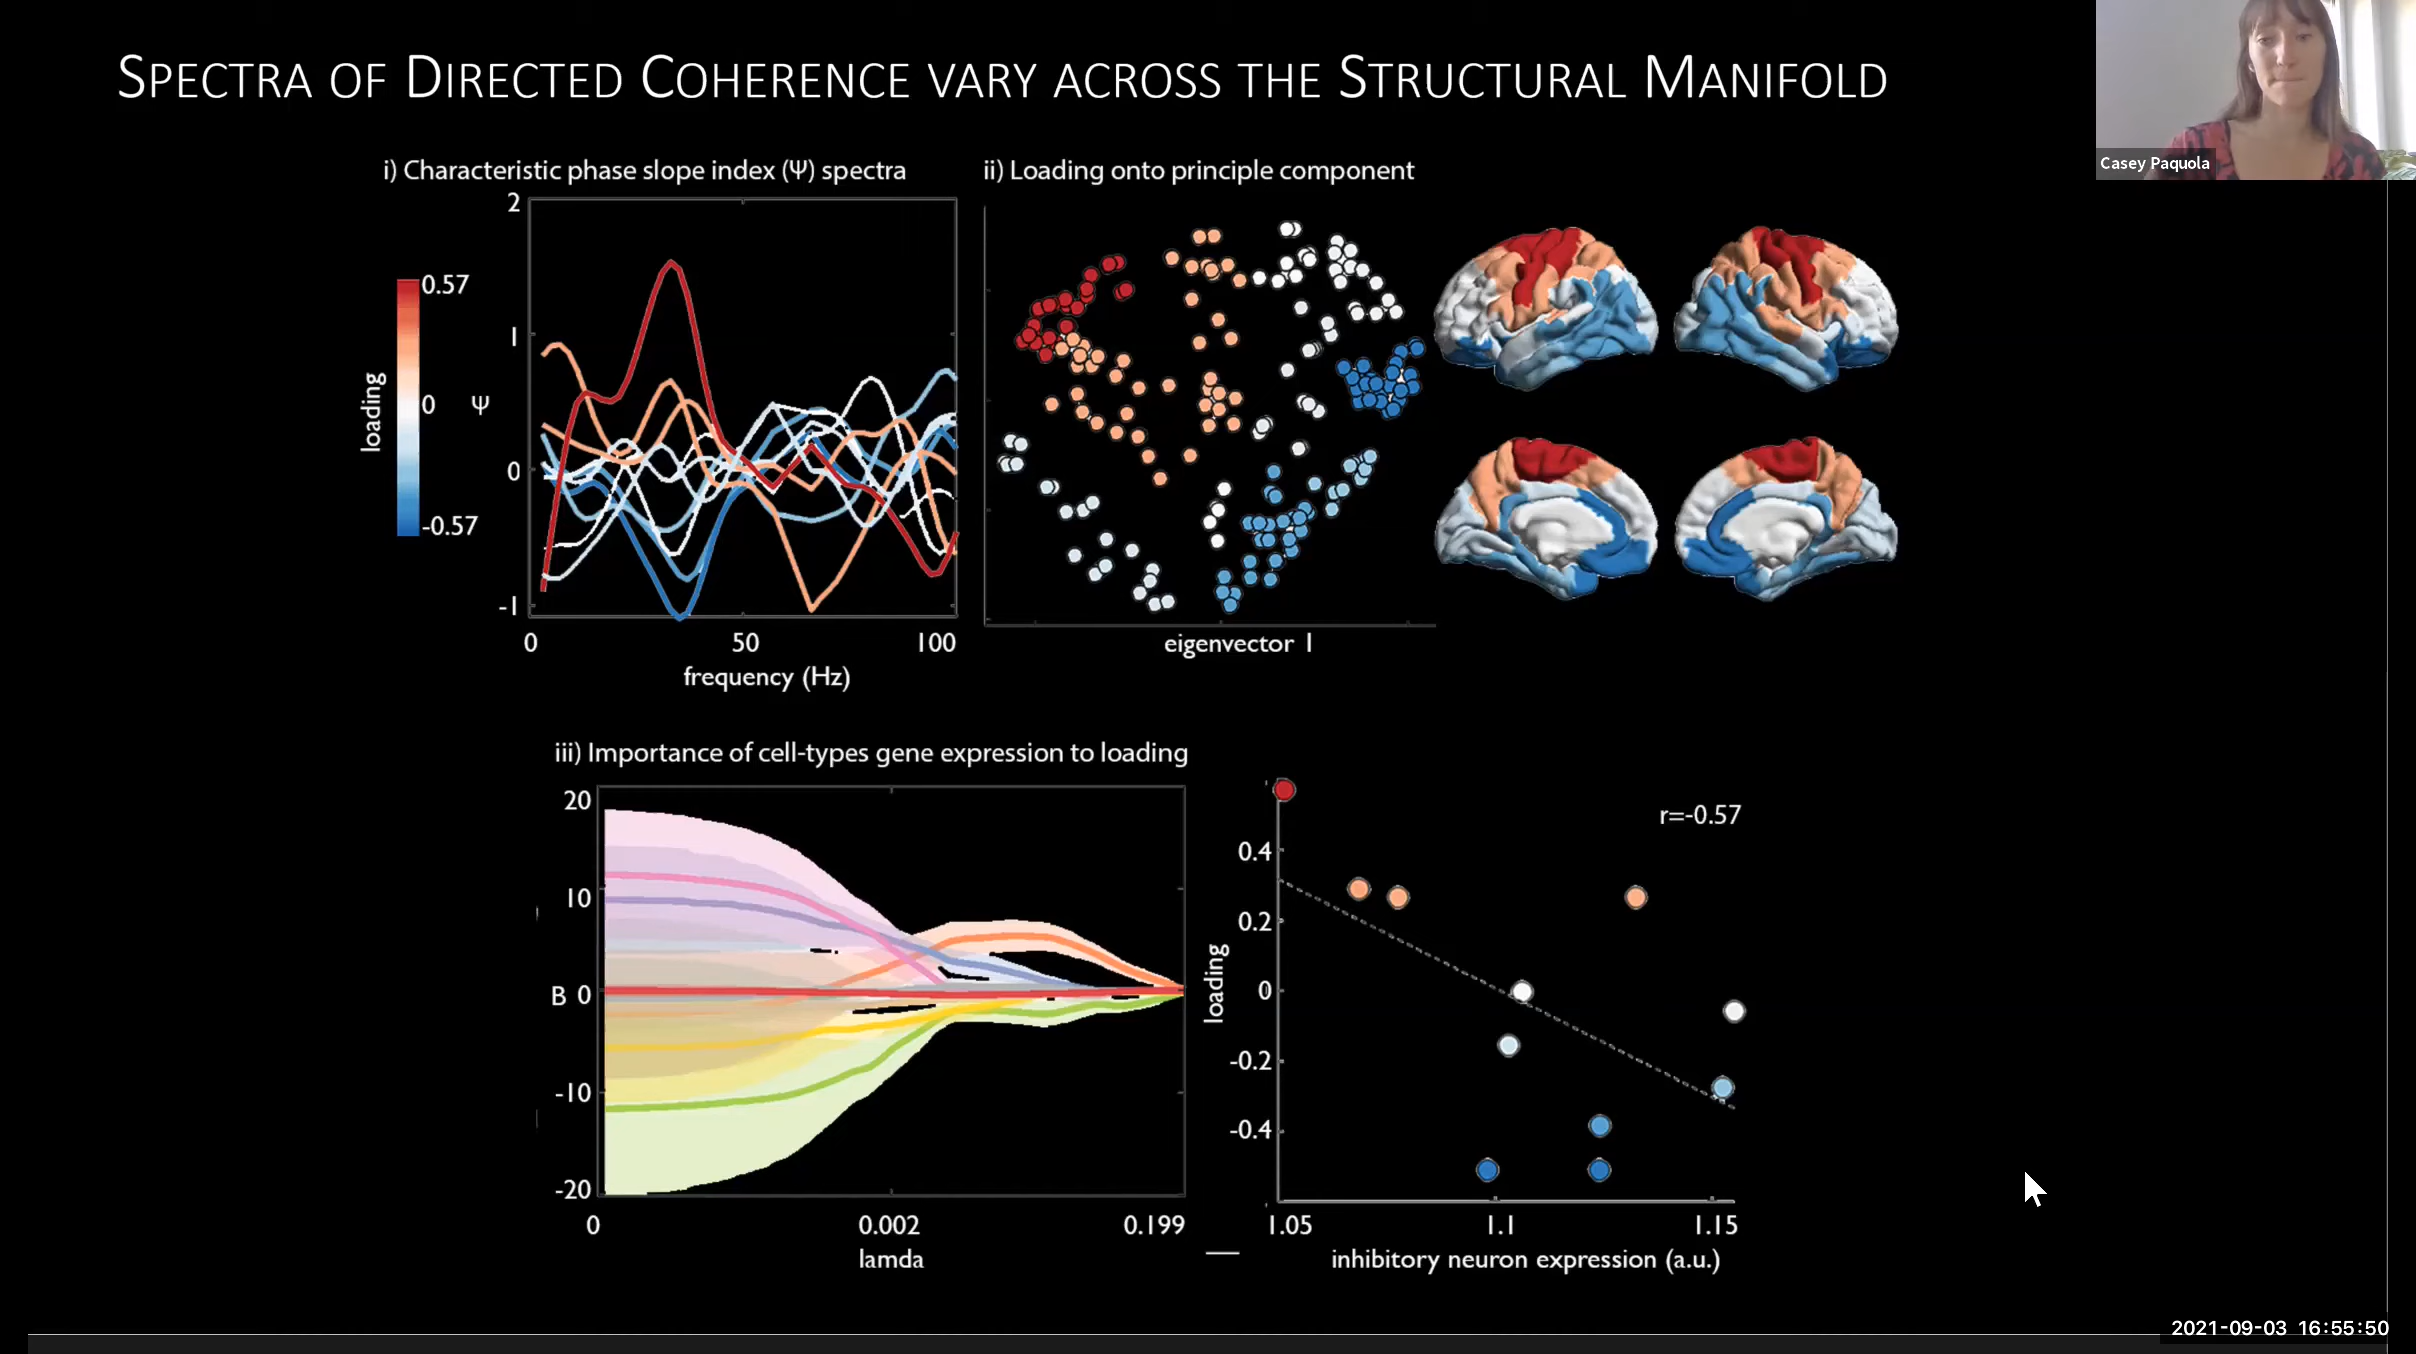 SPECTRA OF DIRECTED COHERENCE VARY ACROSS THE STRUCTURAL MANIFOLD
Casey Paquola
i) Characteristic phase slope index (Ψ) spectra
2
1
0
-1
Ψ
loading
0.57
0
-0.57
0 50 100
frequency (Hz)
ii) Loading onto principle component
eigenvector 1
iii) Importance of cell-types gene expression to loading
20
10
B 0
-10
-20
0 0.002 0.199
lamda
r=-0.57
loading
0.4
0.2
0
-0.2
-0.4
1.05 1.1 1.15
inhibitory neuron expression (a.u.)
2021-09-03 16:55:50